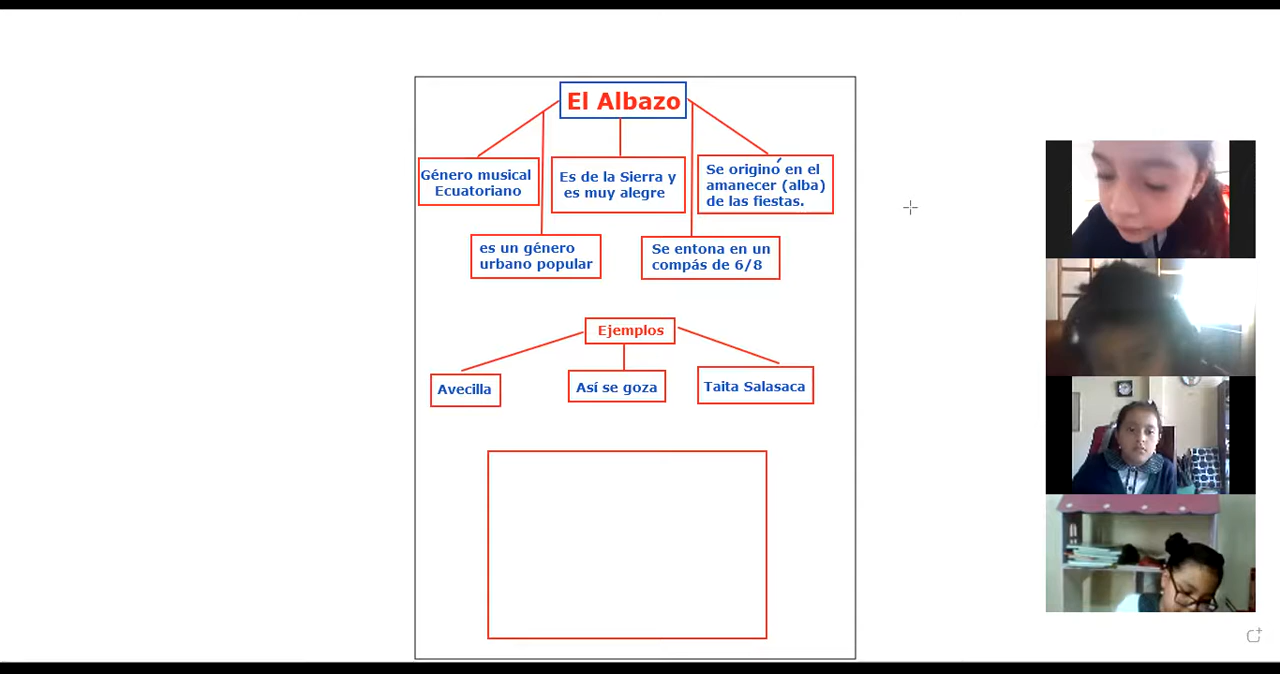 El Albazo
Género musical
Ecuatoriano
Es de la Sierra y
es muy alegre
Se originó en el
amanecer (alba)
de las fiestas.
es un género
urbano popular
Se entona en un
compás de 6/8
Ejemplos
Avecilla
Así se goza
Taita Salasaca